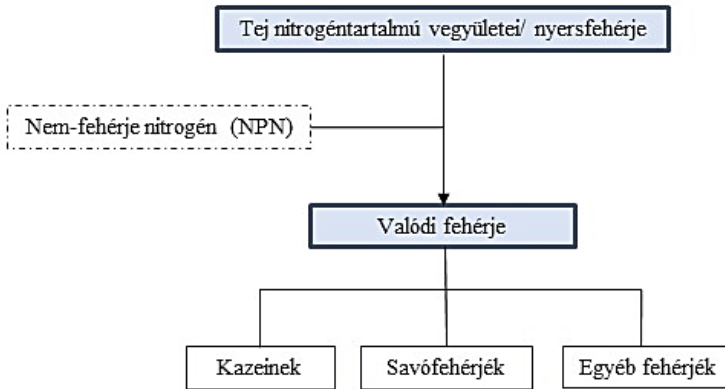 Tej nitrogéntartalmú vegyületei/ nyersfehérje
Nem-fehérje nitrogén (NPN)
Valódi fehérje
Kazeinek
Savófehérjék
Egyéb fehérjék